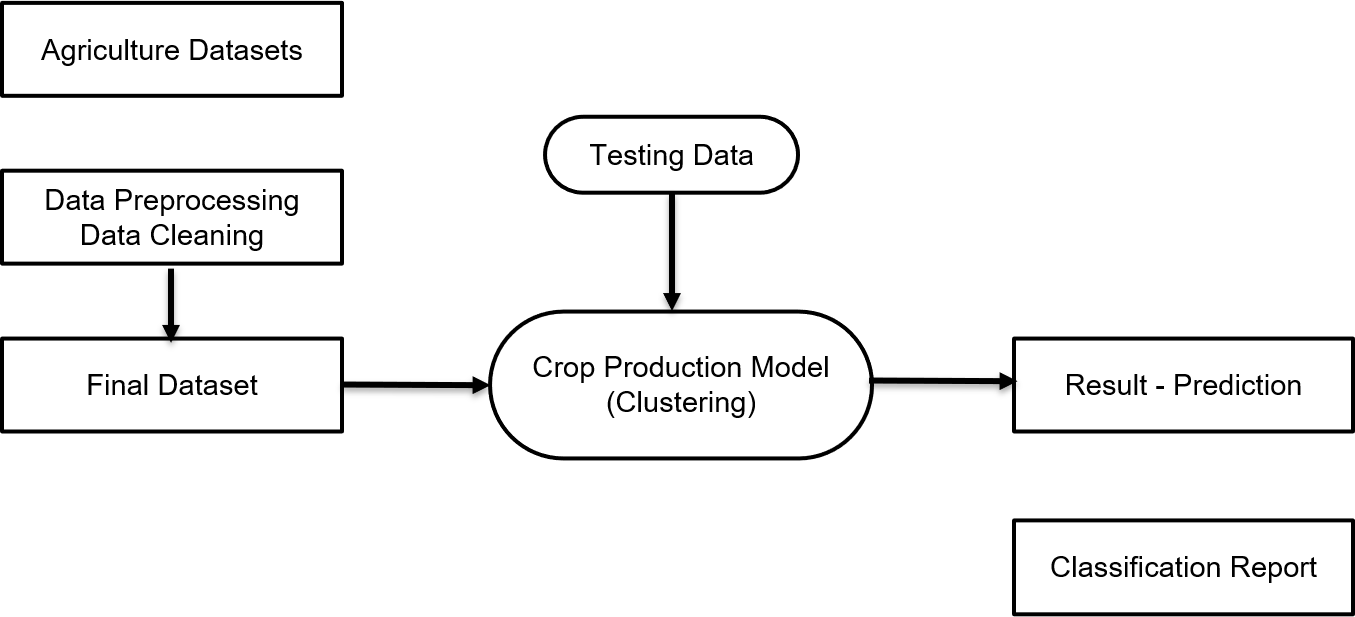 Agriculture Datasets
Testing Data
Data Preprocessing
Data Cleaning
Final Dataset
Crop Production Model
(Clustering)
Result - Prediction
Classification Report